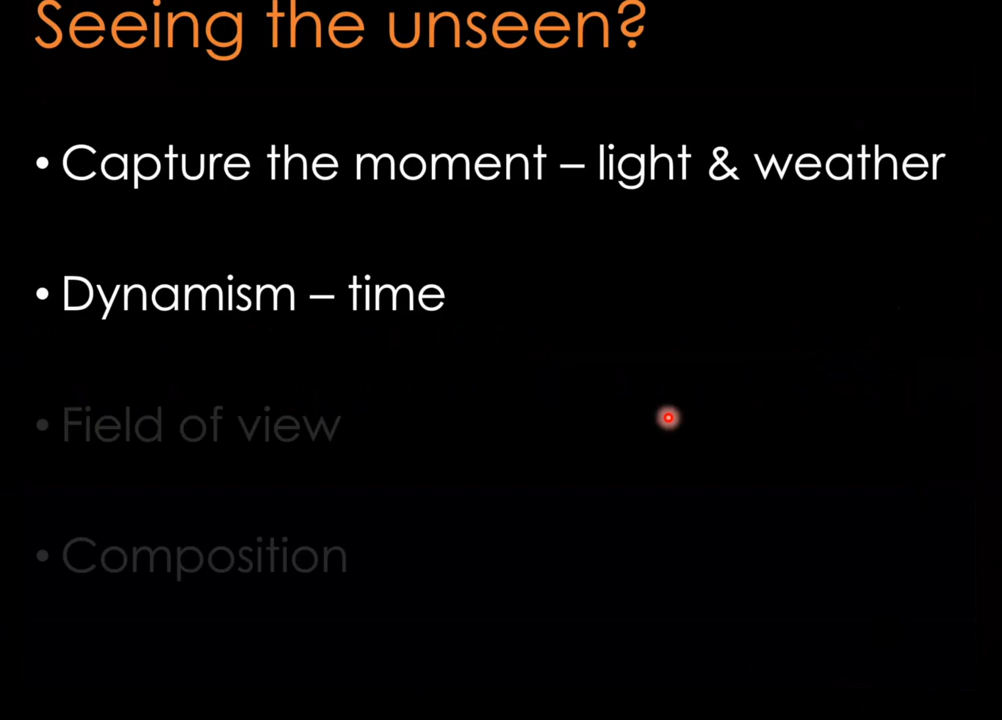 Seeing the unseen?
• Capture the moment – light & weather
• Dynamism – time
• Field of view
• Composition